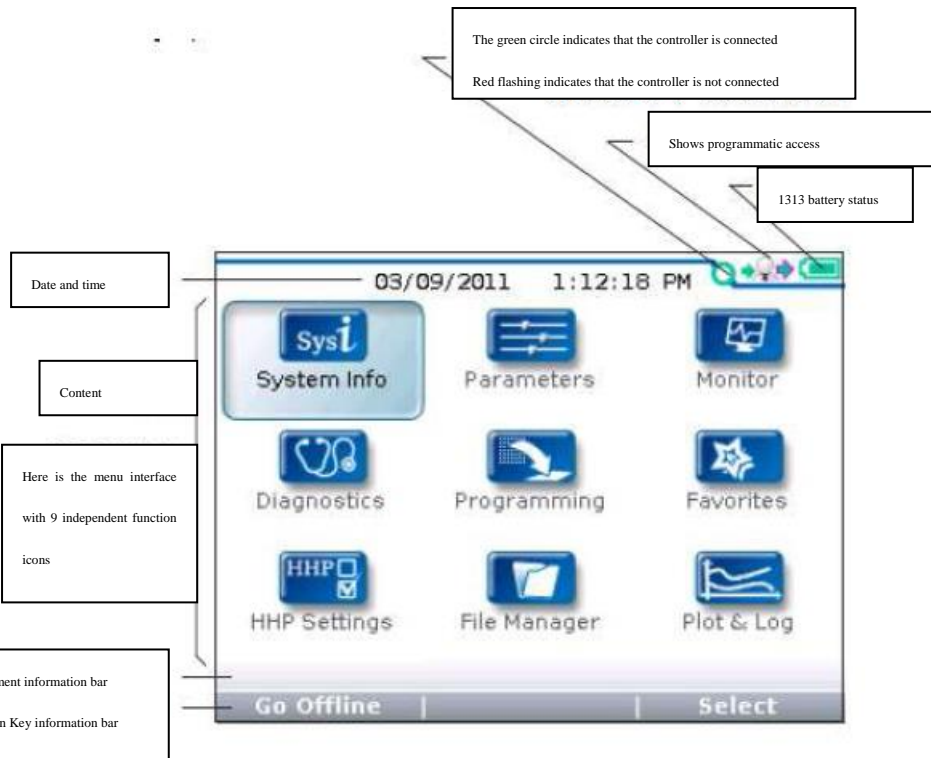 The green circle indicates that the controller is connected
Red flashing indicates that the controller is not connected
Shows programmatic access
1313 battery status
Date and time
03/09/2011 1:12:18 PM
Content
Here is the menu interface
with 9 independent function
icons
Sysi
System Info
Parameters
Monitor
Diagnostics
Programming
Favorites
HHP
HHP Settings
File Manager
Plot & Log
information bar
Key information bar
Go Offline
Select